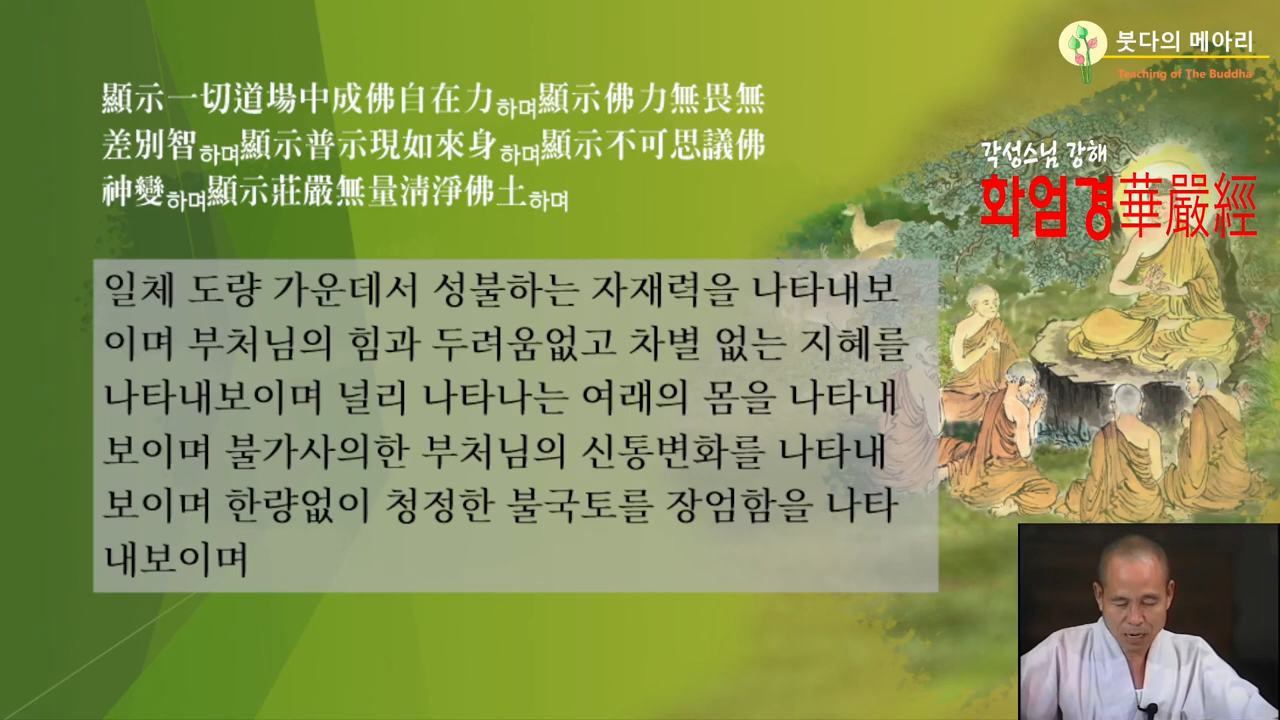 붓다의 메아리
Teaching of The Buddha
각성스님 강해
화엄경華嚴經
顯示一切道場中成佛自在力하며顯示佛力無畏無
差別智하며顯示普示現如來身하며顯示不可思議佛
神變하며顯示莊嚴無量淸淨佛土하며
일체 도량 가운데서 성불하는 자재력을 나타내보
이며 부처님의 힘과 두려움없고 차별 없는 지혜를
나타내보이며 널리 나타나는 여래의 몸을 나타내
보이며 불가사의한 부처님의 신통변화를 나타내
보이며 한량없이 청정한 불국토를 장엄함을 나타
내보이며